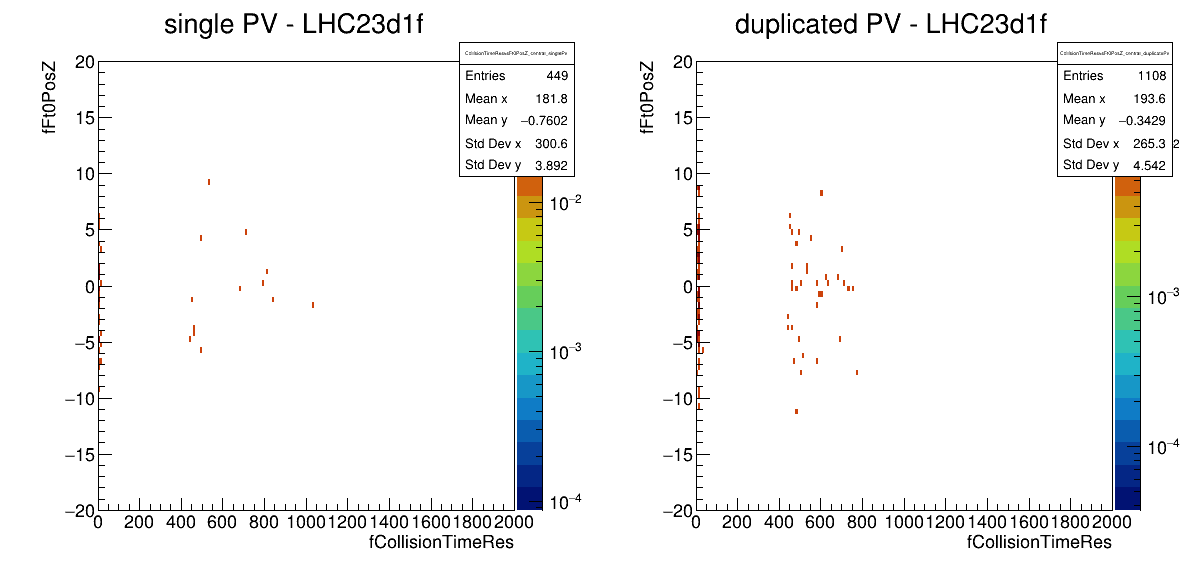 single PV - LHC23d1f
fFt0PosZ
20
15
10
5
0
−5
−10
−15
−20
0 200 400 600 800 1000 1200 1400 1600 1800 2000
fCollisionTimeRes
Entries 449
Mean x 181.8
Mean y −0.7602
Std Dev x 300.6
Std Dev y 3.892
10−2
10−3
10−4
duplicated PV - LHC23d1f
fFt0PosZ
20
15
10
5
0
−5
−10
−15
−20
0 200 400 600 800 1000 1200 1400 1600 1800 2000
fCollisionTimeRes
Entries 1108
Mean x 193.6
Mean y −0.3429
Std Dev x 265.3
Std Dev y 4.542
2
10−3
10−4